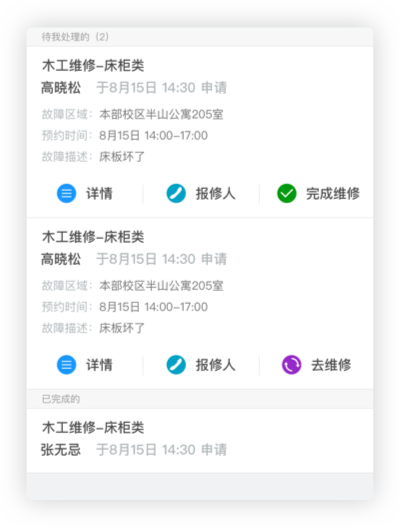 待我处理的（2）
木工维修–床柜类
高晓松 于8月15日 14:30 申请
故障区域： 本部校区半山公寓205室
预约时间： 8月15日 14:00–17:00
故障描述： 床板坏了
详情 报修人 完成维修
木工维修–床柜类
高晓松 于8月15日 14:30 申请
故障区域： 本部校区半山公寓205室
预约时间： 8月15日 14:00–17:00
故障描述： 床板坏了
详情 报修人 去维修
已完成的
木工维修–床柜类
张无忌 于8月15日 14:30 申请